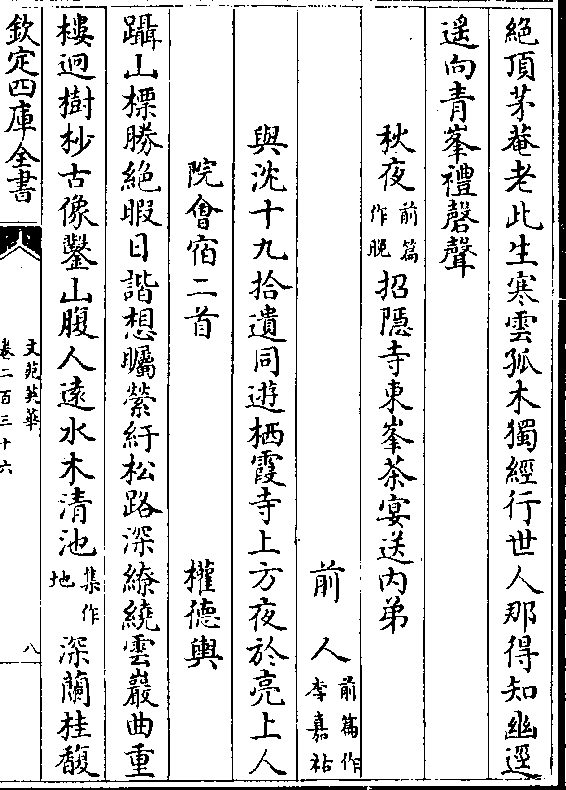 絶頂茅菴老此生寒雲孤木獨經行世人那得知幽逕
遥向青峯禮磬聲
秋夜前篇作晚招隱寺東峯茶宴送内弟
前人前篇作李嘉祐
與沈十九拾遺同遊栖霞寺上方夜於亮上人
院㑹宿二首
權德輿
躡山標勝絶暇日諧想矚縈紆松路深繚繞雲巖曲重
樓逈樹杪古像鑿山腹人逺水木清池集作地深蘭桂馥
欽定四庫全書
文苑英華
卷二百三十六
八